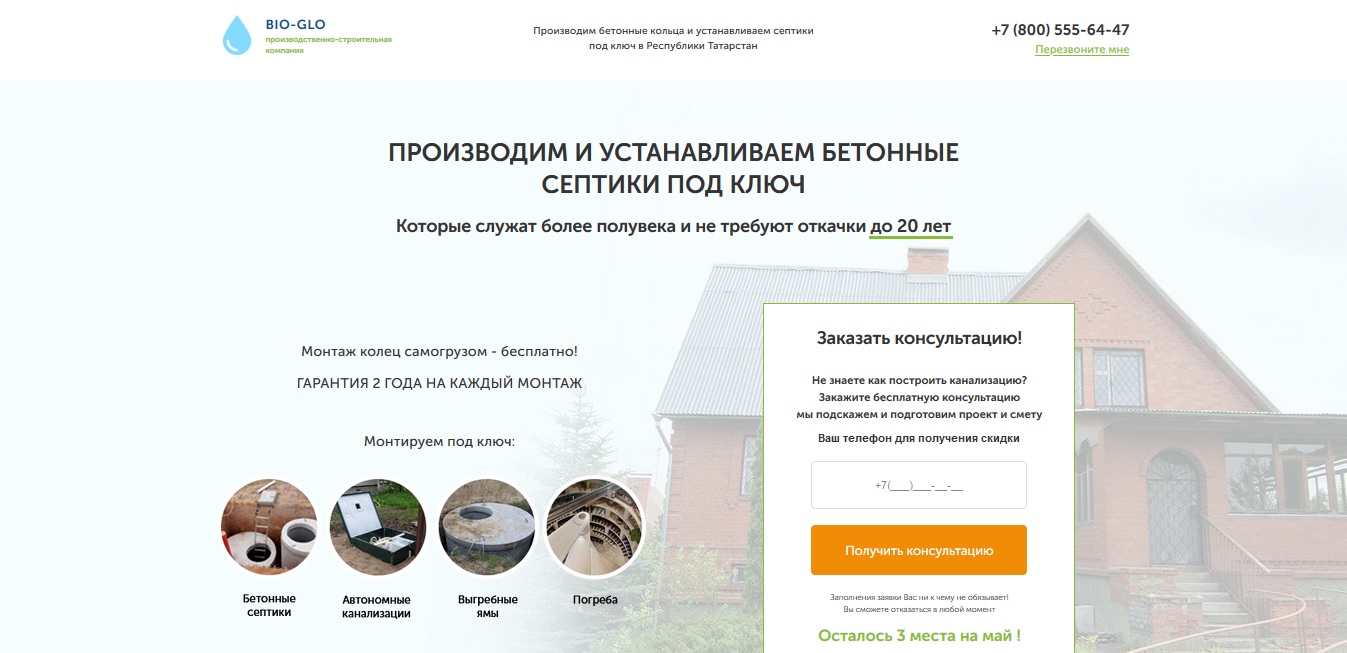 BIO-GLO
производственно-строительная
компания
Производим бетонные кольца и устанавливаем септики
под ключ в Республики Татарстан
+7 (800) 555-64-47
Перезвоните мне
ПРОИЗВОДИМ И УСТАНАВЛИВАЕМ БЕТОННЫЕ
СЕПТИКИ ПОД КЛЮЧ
Которые служат более полувека и не требуют откачки до 20 лет
Монтаж колец самогрузом - бесплатно!
ГАРАНТИЯ 2 ГОДА НА КАЖДЫЙ МОНТАЖ
Монтируем под ключ:
Бетонные
септики
Автономные
канализации
Выгребные
ямы
Погреба
Заказать консультацию!
Не знаете как построить канализацию?
Закажите бесплатную консультацию
мы подскажем и подготовим проект и смету
Ваш телефон для получения скидки
+7(___)___-__-__
Получить консультацию
Заполнения заявки Вас ни к чему не обязывает!
Вы сможете отказаться в любой момент
Осталось 3 места на май !